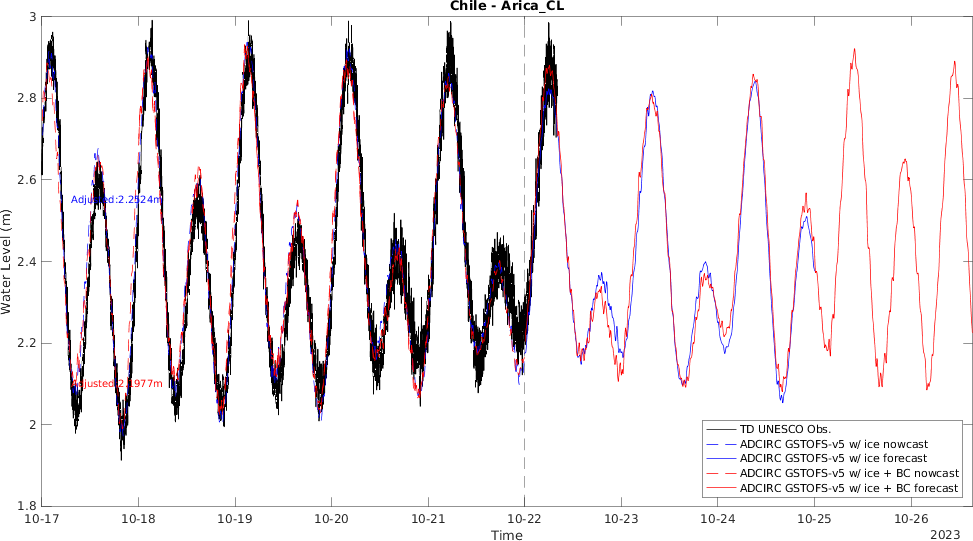 Chile - Arica_CL
Water Level (m)
3
2.8
2.6
2.4
2.2
2
1.8
Adjusted:2.2524m
Adjusted:2.1977m
TD UNESCO Obs.
ADCIRC GSTOFS-v5 w/ ice nowcast
ADCIRC GSTOFS-v5 w/ ice forecast
ADCIRC GSTOFS-v5 w/ ice + BC nowcast
ADCIRC GSTOFS-v5 w/ ice + BC forecast
10-17 10-18 10-19 10-20 10-21 10-22 10-23 10-24 10-25 10-26
Time
2023